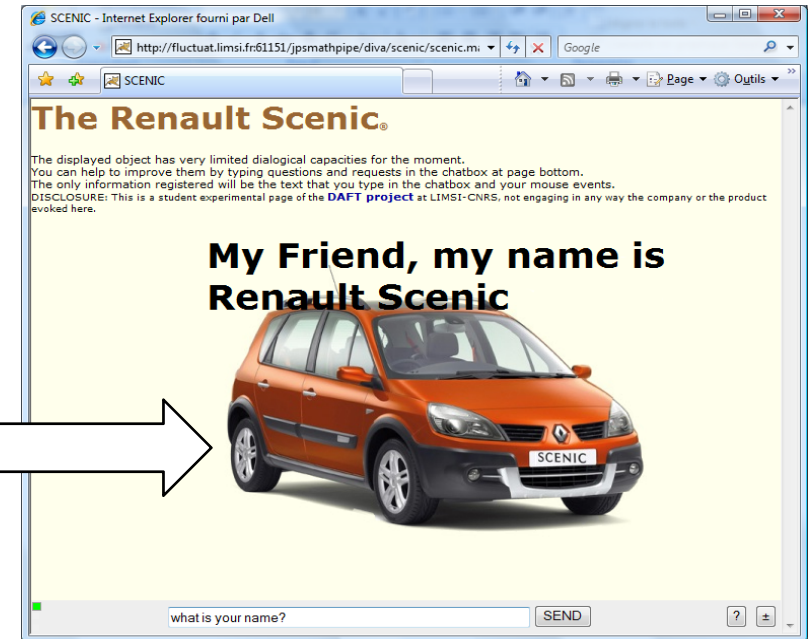 SCENIC - Internet Explorer fourni par Dell
http://fluctuat.limsi.fr:61151/jpsmathpipe/diva/scenic/scenic.m
Google
SCENIC
Page
Outils
The Renault Scenic®
The displayed object has very limited dialogical capacities for the moment.
You can help to improve them by typing questions and requests in the chatbox at page bottom.
The only information registered will be the text that you type in the chatbox and your mouse events.
DISCLOSURE: This is a student experimental page of the DAFT project at LIMSI-CNRS, not engaging in any way the company or the product
evoked here.
My Friend, my name is
Renault Scenic
SCENIC
what is your name?
SEND
?
±